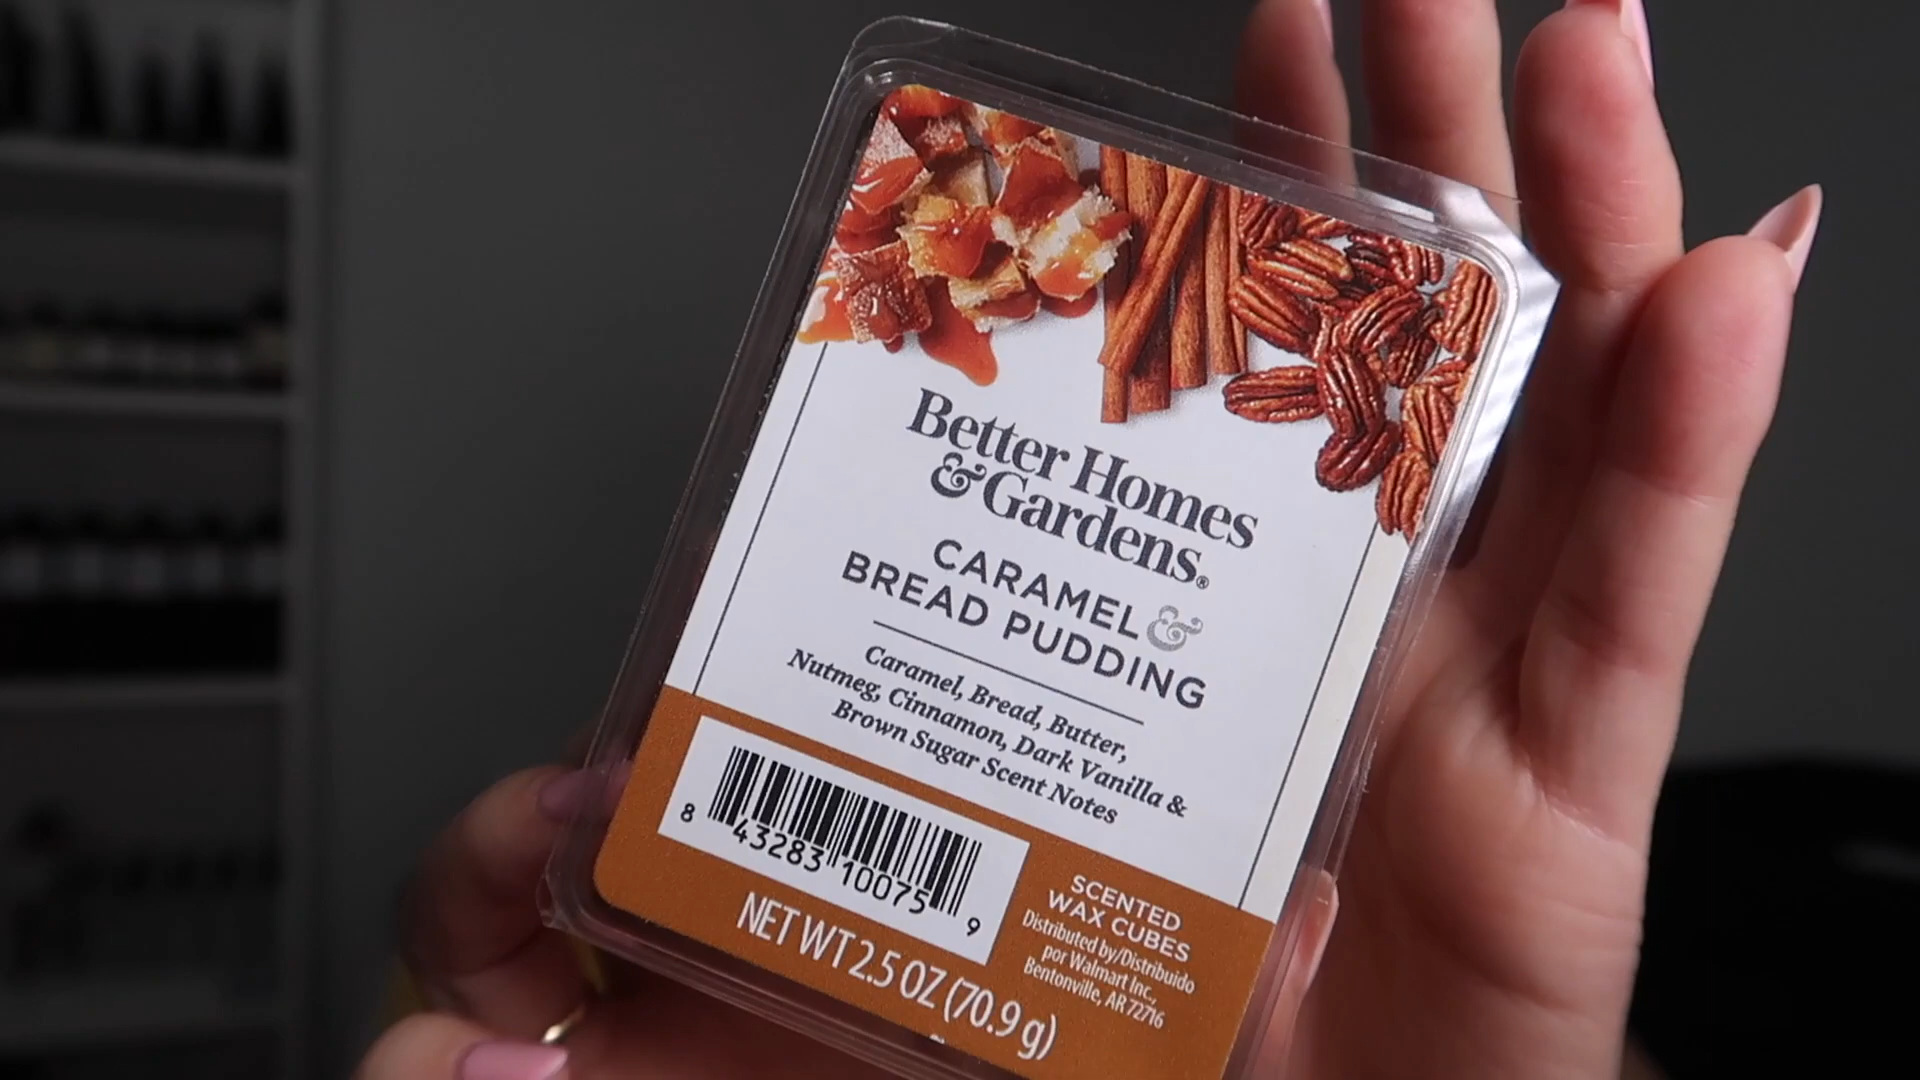 Better Homes
&Gardens®
CARAMEL &
BREAD PUDDING
Caramel, Bread, Butter,
Nutmeg, Cinnamon, Dark Vanilla &
Brown Sugar Scent Notes
8 43283 10075 9
SCENTED
WAX CUBES
Distributed by/Distribuido
por Walmart Inc.,
Bentonville, AR 72716
NET WT 2.5 OZ (70.9 g)